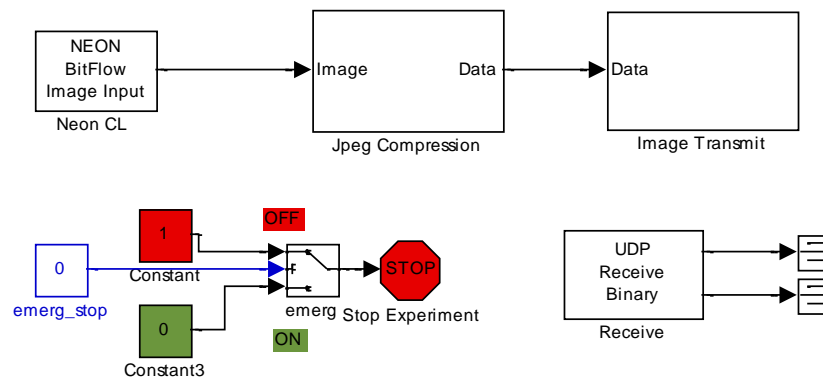 NEON
BitFlow
Image Input
Neon CL
Image
Data
Jpeg Compression
Data
Image Transmit
OFF
1
Constant
0
emerg_stop
emerg
STOP
Stop Experiment
0
Constant3
ON
UDP
Receive
Binary
Receive